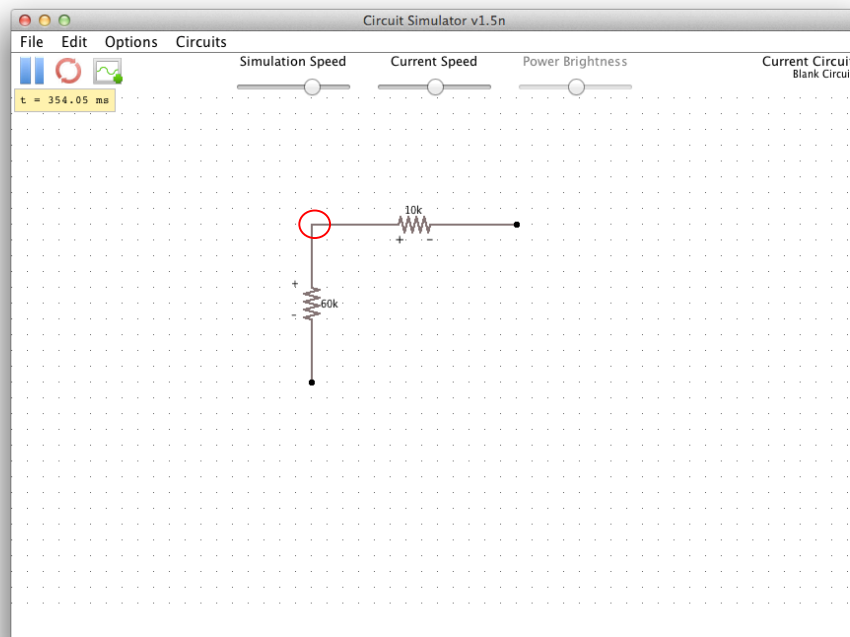 Circuit Simulator v1.5n
File Edit Options Circuits
Simulation Speed Current Speed Power Brightness Current Circui
Blank Circui
t = 354.05 ms
10k
+ -
+
60k
-